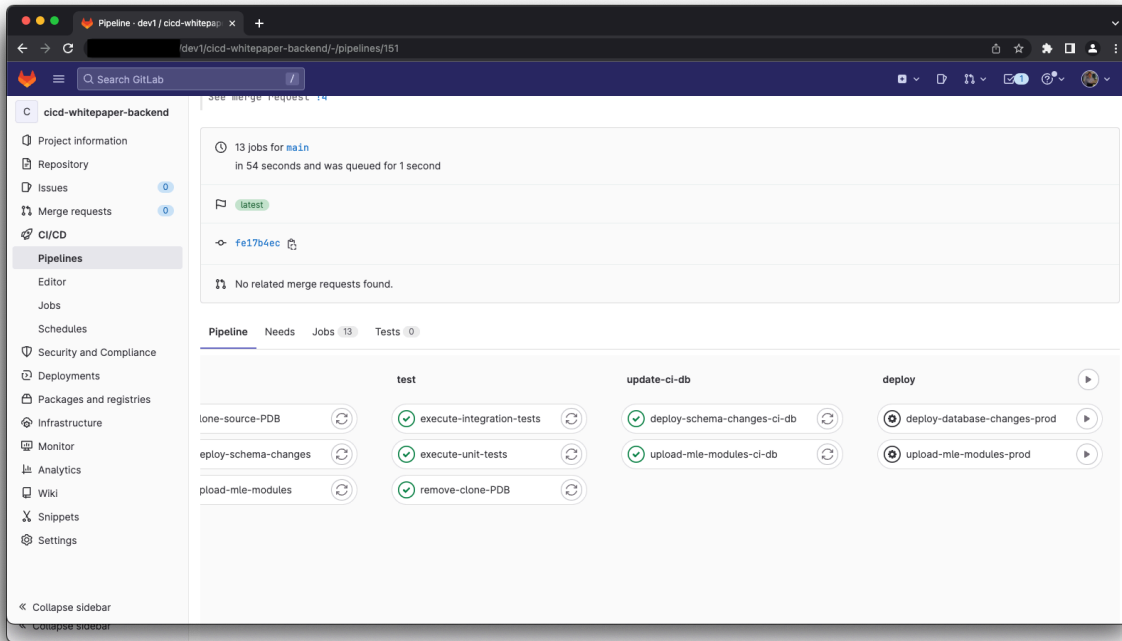 Pipeline · dev1 / cicd-whitepap
/dev1/cicd-whitepaper-backend/-/pipelines/151
Search GitLab /
1
C cicd-whitepaper-backend
See merge request !4
Project information
Repository
Issues 0
Merge requests 0
CI/CD
Pipelines
Editor
Jobs
Schedules
Security and Compliance
Deployments
Packages and registries
Infrastructure
Monitor
Analytics
Wiki
Snippets
Settings
Collapse sidebar
Collapse sidebar
13 jobs for main
in 54 seconds and was queued for 1 second
latest
fe17b4ec
No related merge requests found.
Pipeline Needs Jobs 13 Tests 0
test update-ci-db deploy
lone-source-PDB execute-integration-tests deploy-schema-changes-ci-db deploy-database-changes-prod
eploy-schema-changes execute-unit-tests upload-mle-modules-ci-db upload-mle-modules-prod
pload-mle-modules remove-clone-PDB